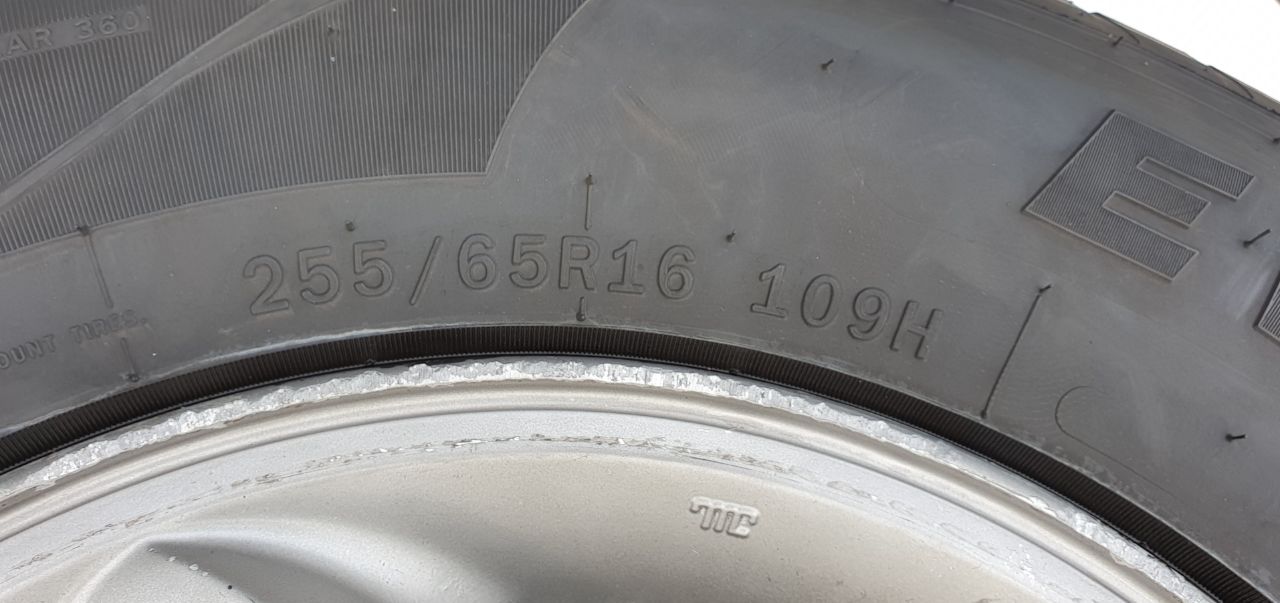 AR 360
255/65R16 109H
OUNT TIRES.
E